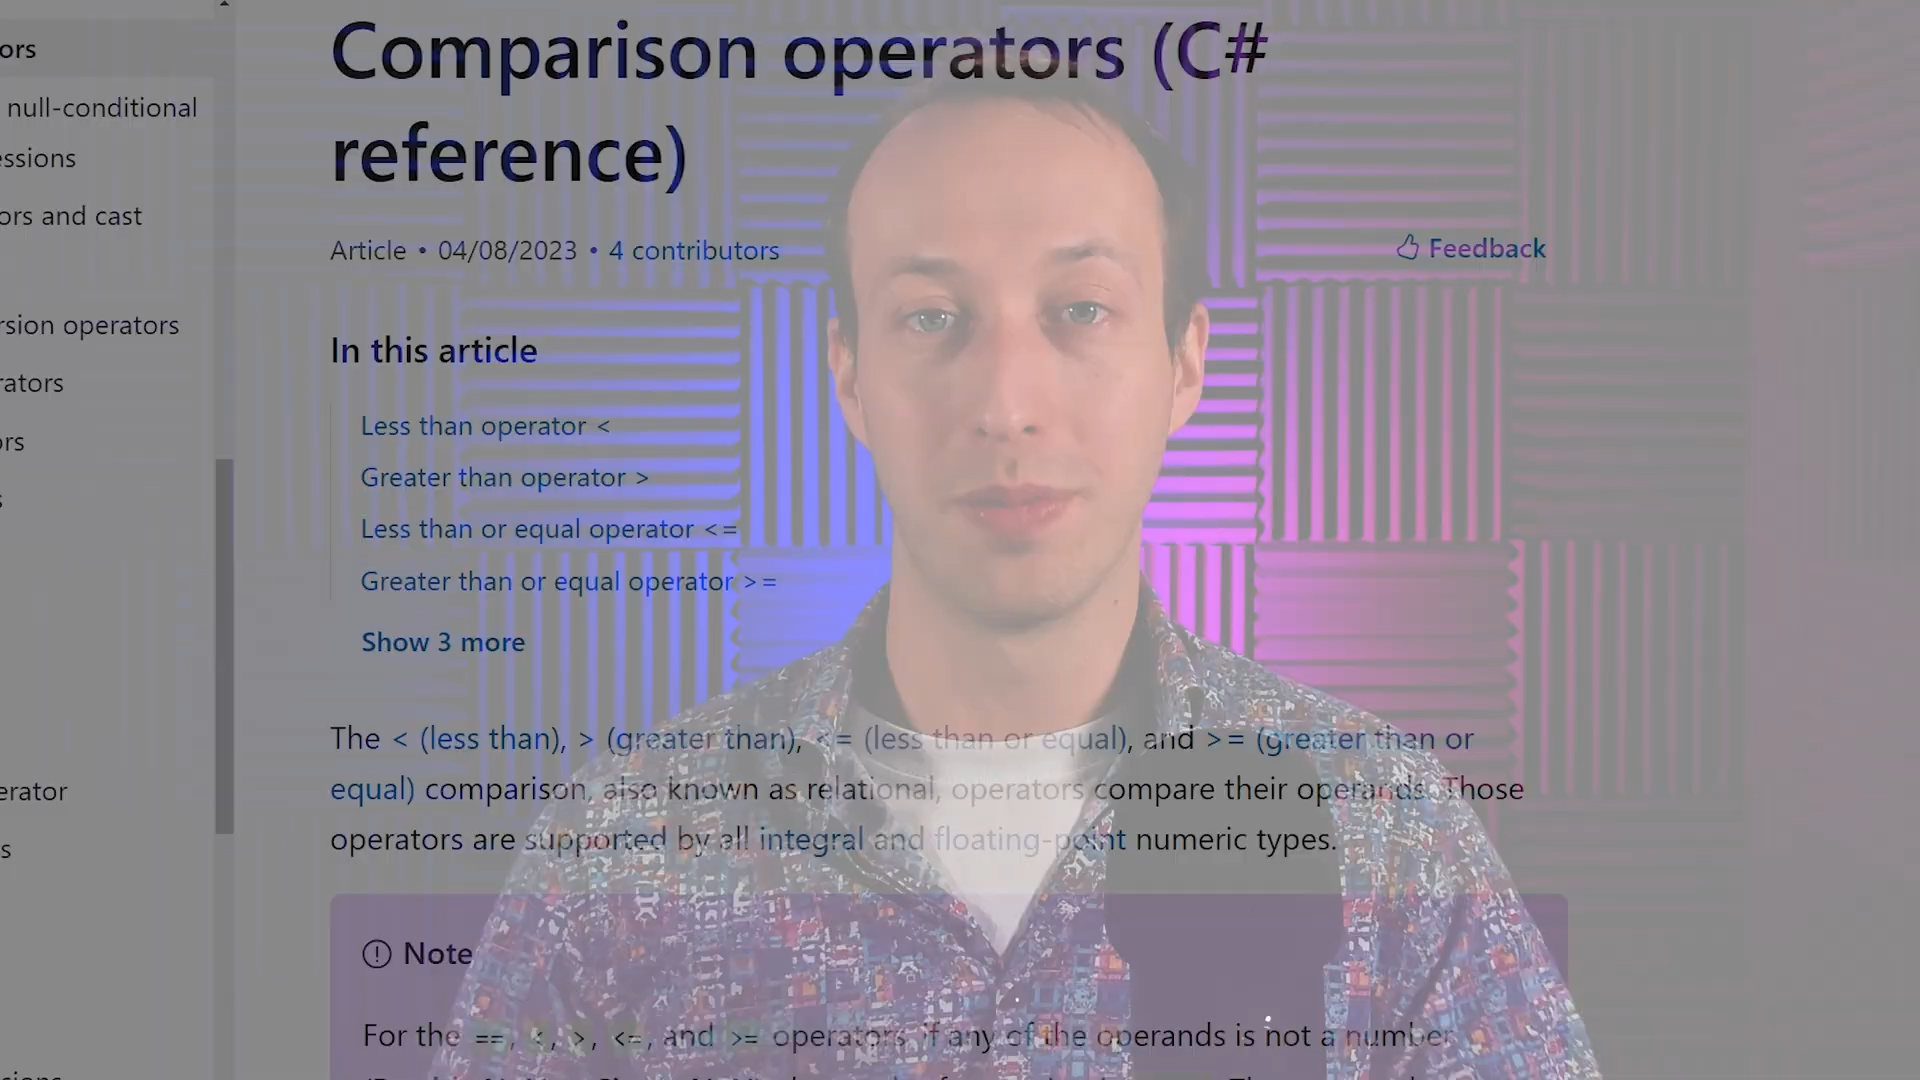 ors
null-conditional
essions
ors and cast
rsion operators
rators
ors
s
erator
s
Comparison operators (C#
reference)
Article • 04/08/2023 • 4 contributors
Feedback
In this article
Less than operator <
Greater than operator >
Less than or equal operator <=
Greater than or equal operator >=
Show 3 more
The < (less than), > (greater than), <= (less than or equal), and >= (greater than or
equal) comparison, also known as relational, operators compare their operands. Those
operators are supported by all integral and floating-point numeric types.
Note
For the ==, <, >, <=, and >= operators, if any of the operands is not a number